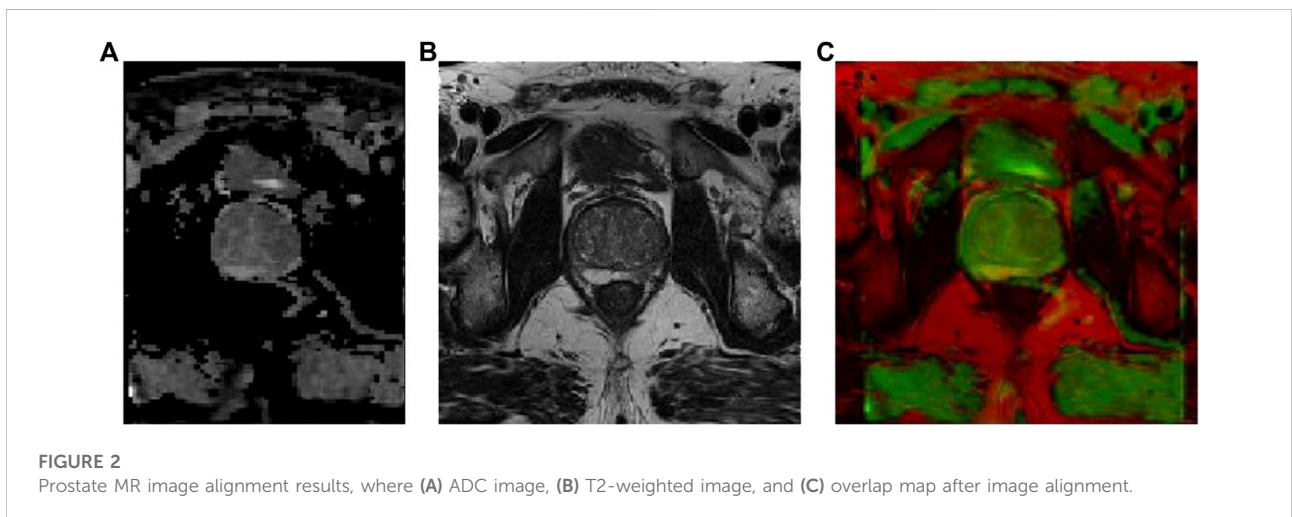 A
B
C
FIGURE 2
Prostate MR image alignment results, where (A) ADC image, (B) T2-weighted image, and (C) overlap map after image alignment.